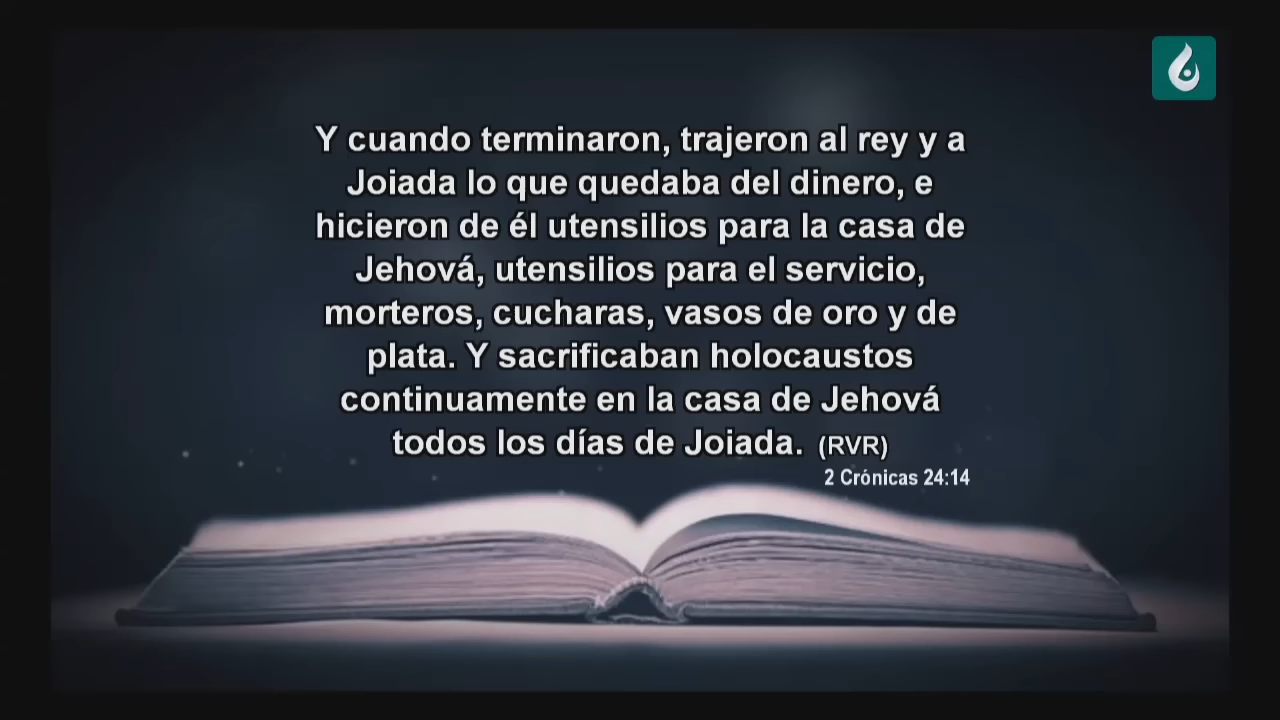 Y cuando terminaron, trajeron al rey y a
Joiada lo que quedaba del dinero, e
hicieron de él utensilios para la casa de
Jehová, utensilios para el servicio,
morteros, cucharas, vasos de oro y de
plata. Y sacrificaban holocaustos
continuamente en la casa de Jehová
todos los días de Joiada. (RVR)
2 Crónicas 24:14